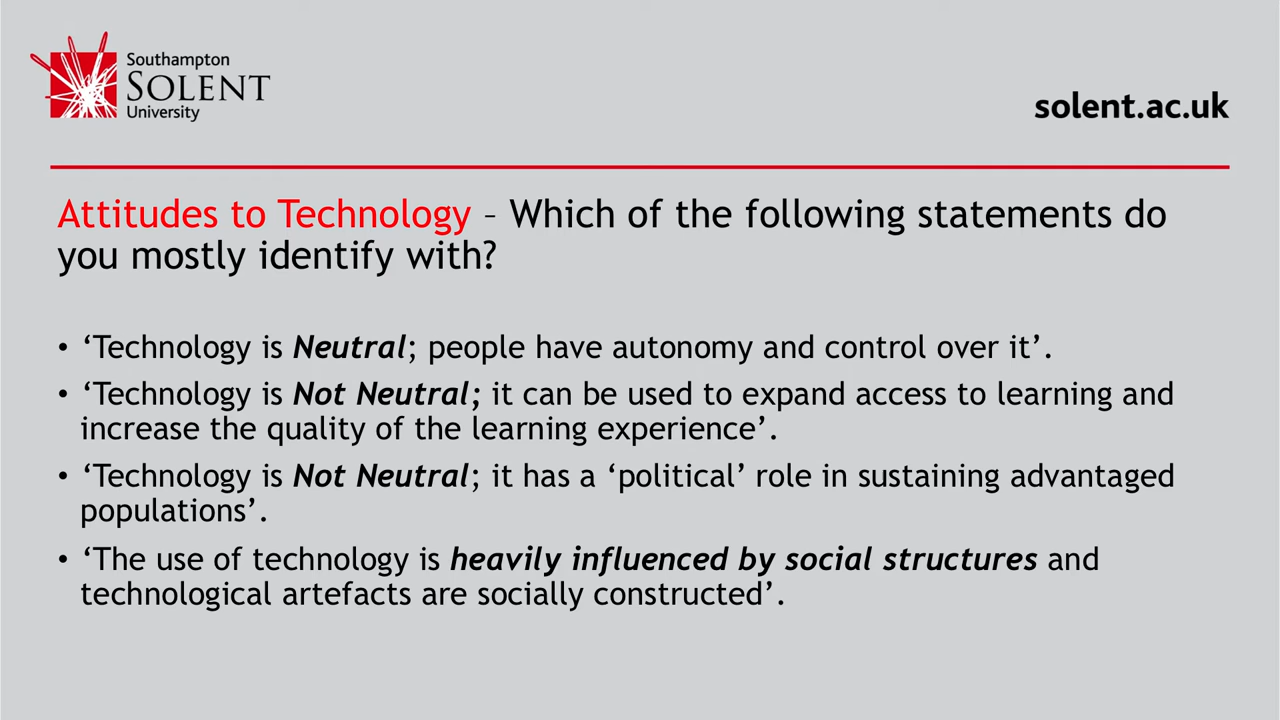 Southampton
SOLENT
University
solent.ac.uk
Attitudes to Technology – Which of the following statements do
you mostly identify with?
• ‘Technology is Neutral; people have autonomy and control over it’.
• ‘Technology is Not Neutral; it can be used to expand access to learning and
increase the quality of the learning experience’.
• ‘Technology is Not Neutral; it has a ‘political’ role in sustaining advantaged
populations’.
• ‘The use of technology is heavily influenced by social structures and
technological artefacts are socially constructed’.